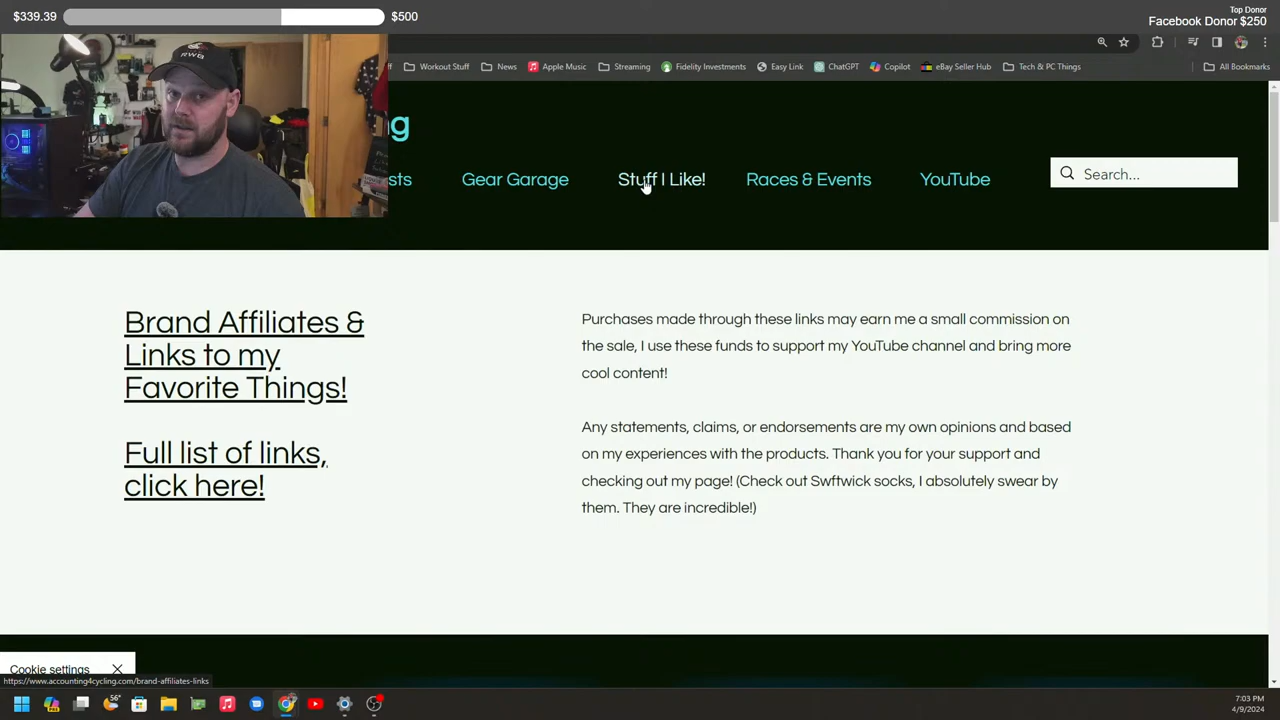 $339.39
$500
Top Donor
Facebook Donor $250
Workout Stuff
News
Apple Music
Streaming
Fidelity Investments
Easy Link
ChatGPT
Copilot
eBay Seller Hub
Tech & PC Things
All Bookmarks
RWB
Gear Garage
Stuff I Like!
Races & Events
YouTube
Search...
Brand Affiliates &
Links to my
Favorite Things!
Full list of links,
click here!
Purchases made through these links may earn me a small commission on
the sale, I use these funds to support my YouTube channel and bring more
cool content!
Any statements, claims, or endorsements are my own opinions and based
on my experiences with the products. Thank you for your support and
checking out my page! (Check out Swftwick socks, I absolutely swear by
them. They are incredible!)
Cookie settings
https://www.accounting4cycling.com/brand-affiliates-links
56°
7:03 PM
4/9/2024